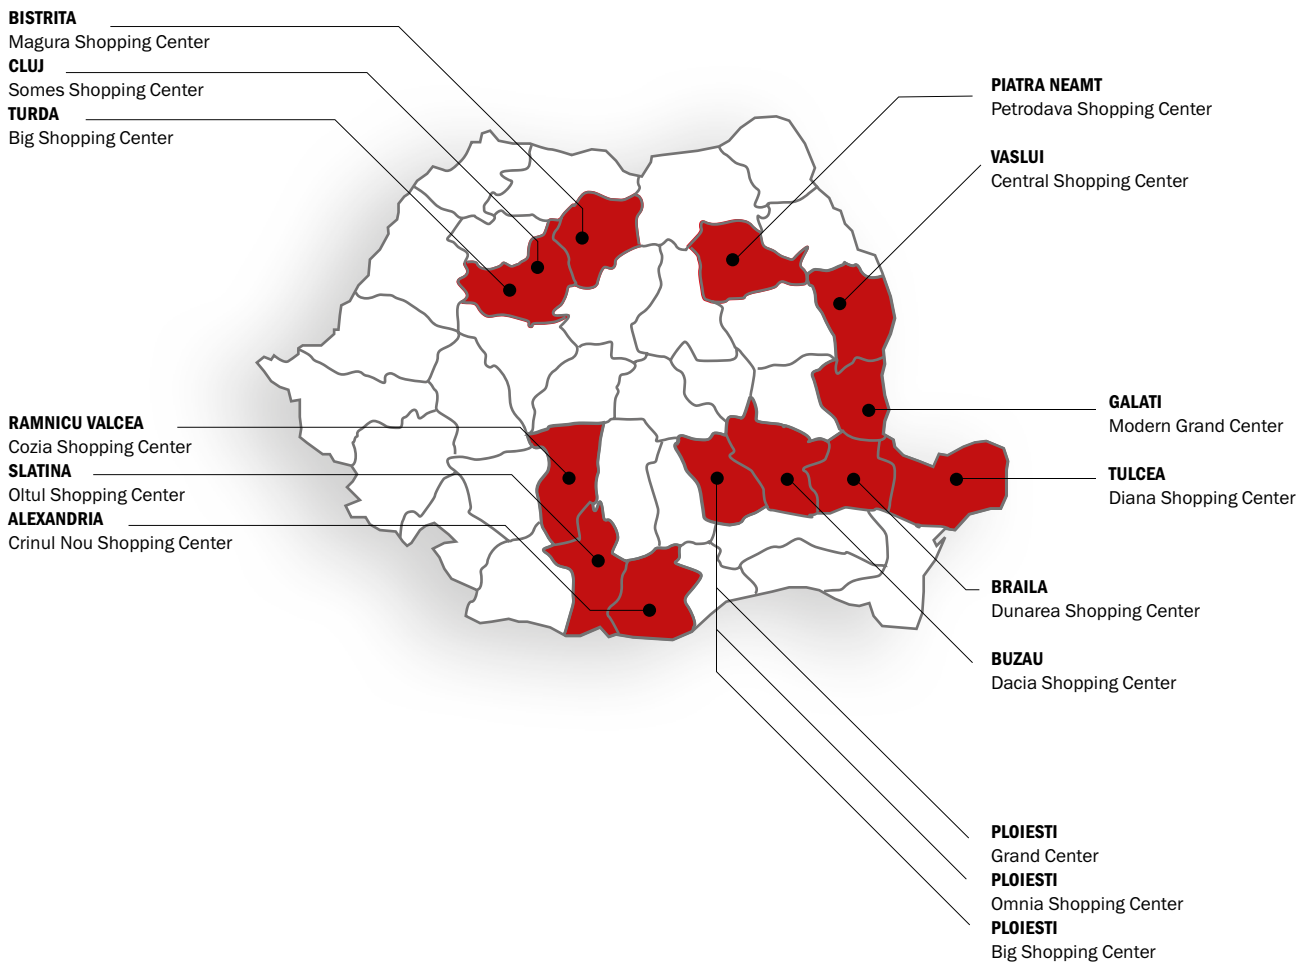 BISTRITA
Magura Shopping Center
CLUJ
Somes Shopping Center
TURDA
Big Shopping Center
PIATRA NEAMT
Petrodava Shopping Center
VASLUI
Central Shopping Center
RAMNICU VALCEA
Cozia Shopping Center
SLATINA
Oltul Shopping Center
ALEXANDRIA
Crinul Nou Shopping Center
GALATI
Modern Grand Center
TULCEA
Diana Shopping Center
BRAILA
Dunarea Shopping Center
BUZAU
Dacia Shopping Center
PLOIESTI
Grand Center
PLOIESTI
Omnia Shopping Center
PLOIESTI
Big Shopping Center